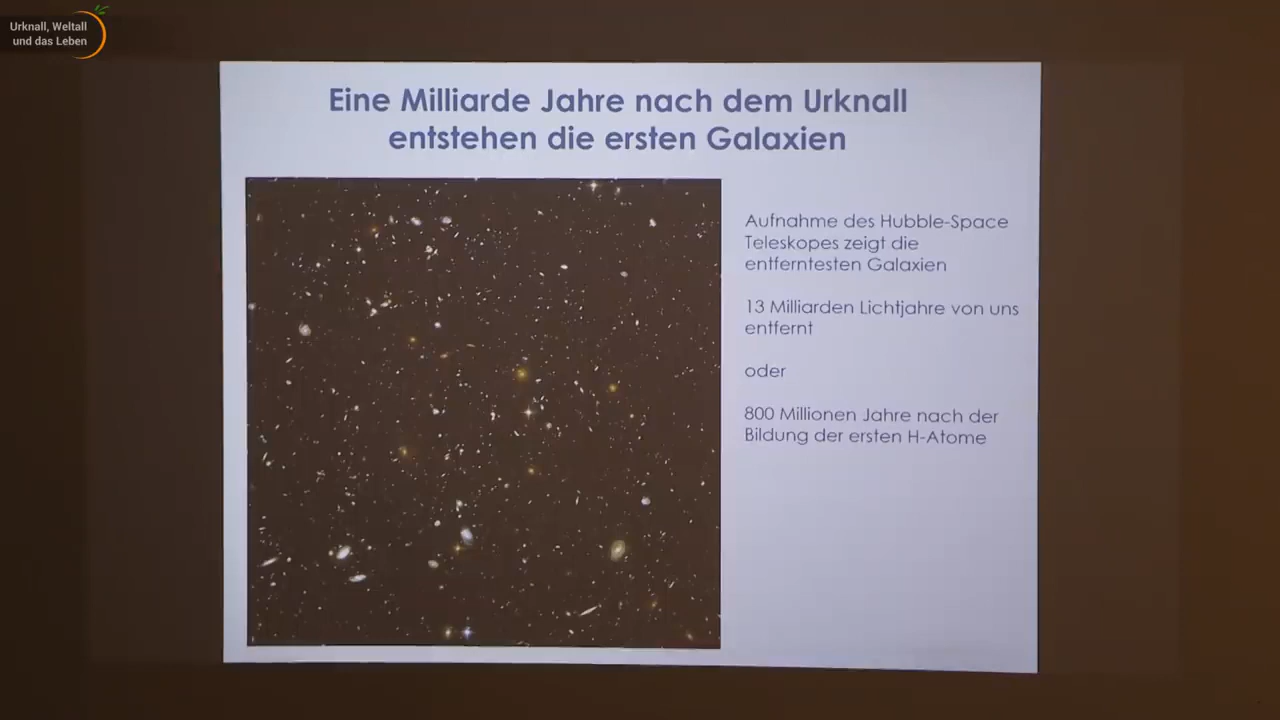 Urknall, Weltall
und das Leben
Eine Milliarde Jahre nach dem Urknall
entstehen die ersten Galaxien
Aufnahme des Hubble-Space
Teleskopes zeigt die
entferntesten Galaxien
13 Milliarden Lichtjahre von uns
entfernt
oder
800 Millionen Jahre nach der
Bildung der ersten H-Atome